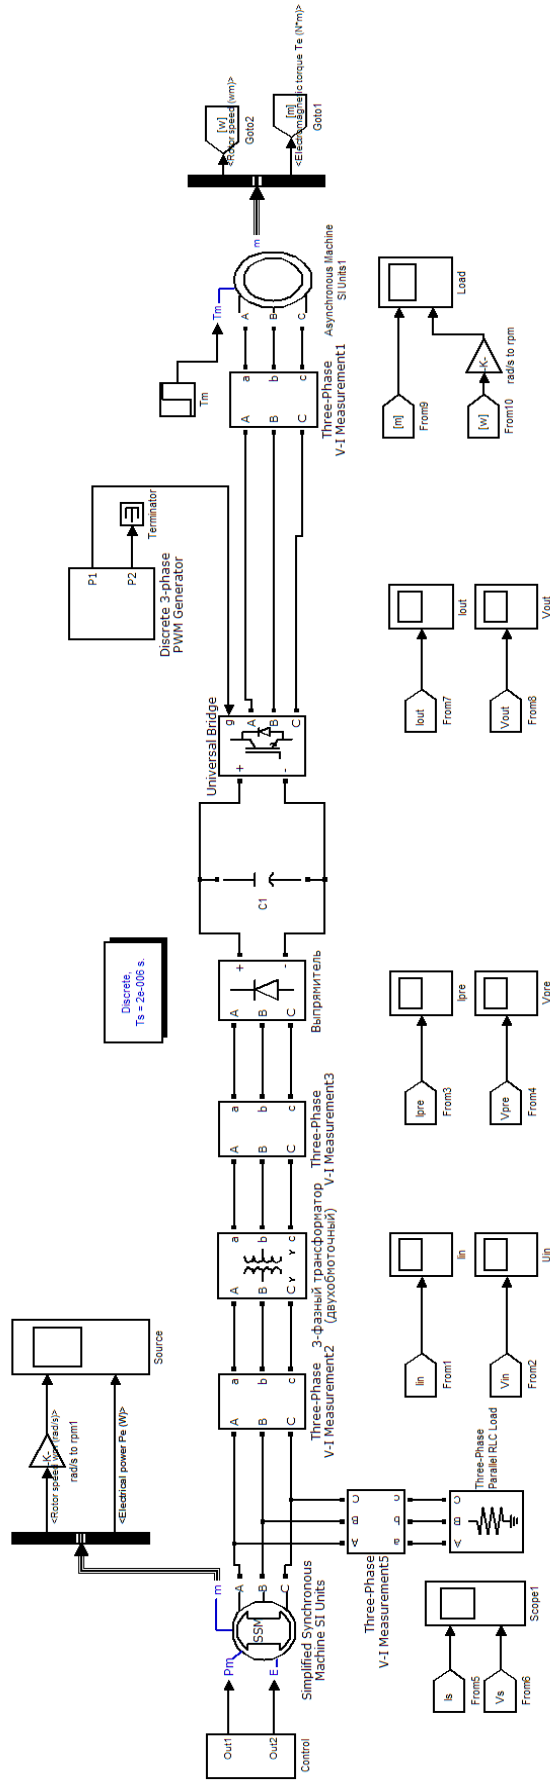 Control
Out1
Out2
Pm
E
m
SSM
A
B
C
Simplified Synchronous
Machine SI Units
<Rotor speed wm (rad/s)>
<Electrical power Pe (W)>
-K-
rad/s to rpm1
Source
Three-Phase
V-I Measurement5
A
B
C
a
b
c
A
B
C
Three-Phase
Parallel RLC Load
A
B
C
a
b
c
Three-Phase
V-I Measurement2
A
B
C
a
b
c
Y
Y
3-фазный трансформатор
(двухобмоточный)
A
B
C
a
b
c
Three-Phase
V-I Measurement3
A
B
C
+
-
Выпрямитель
Discrete,
Ts = 2e-006 s.
C1
Universal Bridge
g
+
-
A
B
C
P1
P2
Discrete 3-phase
PWM Generator
Terminator
A
B
C
a
b
c
Three-Phase
V-I Measurement1
Tm
Tm
A
B
C
m
Asynchronous Machine
SI Units1
<Rotor speed (wm)>
[w]
Goto2
<Electromagnetic torque Te (N*m)>
[m]
Goto1
Is
From5
Vs
From6
Scope1
Iin
From1
Iin
Vin
From2
Uin
Ipre
From3
Ipre
Vpre
From4
Vpre
Iout
From7
Iout
Vout
From8
Vout
[m]
From9
[w]
From10
-K-
rad/s to rpm
Load